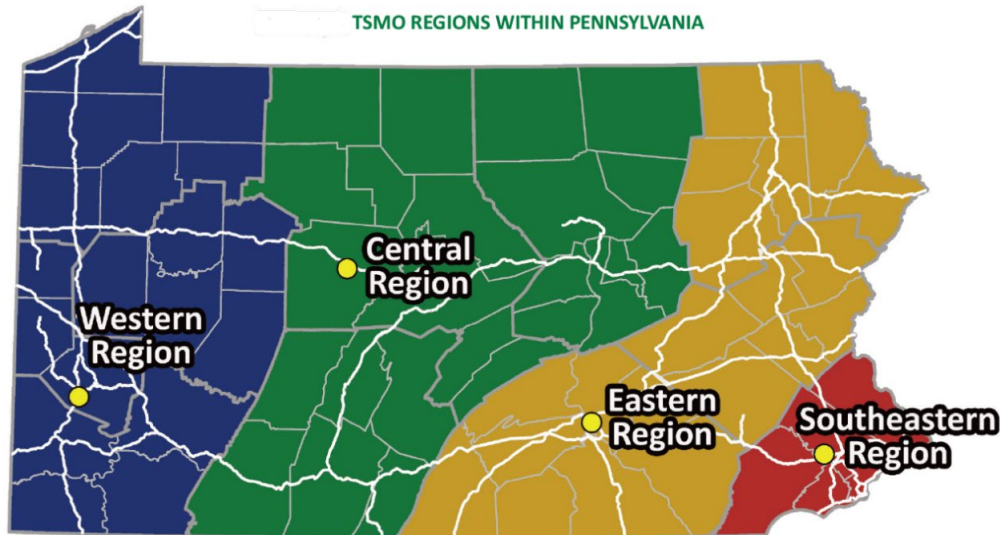 TSMO REGIONS WITHIN PENNSYLVANIA
Central
Region
Western
Region
Eastern
Region
Southeastern
Region